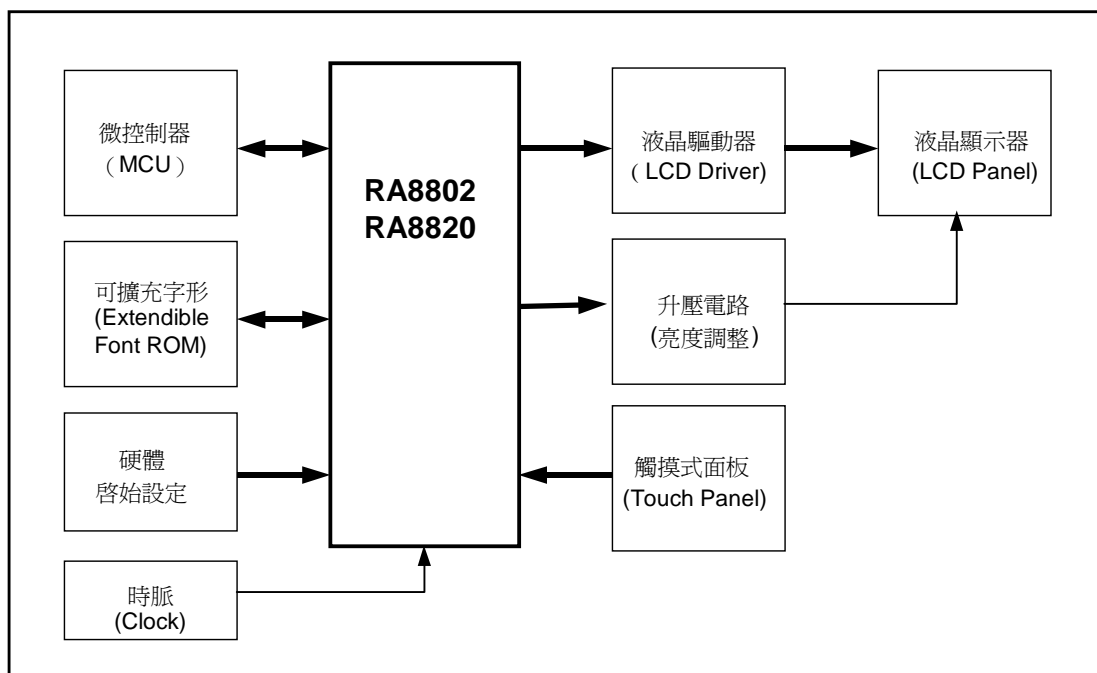 微控制器
（MCU）
可擴充字形
(Extendible
Font ROM)
硬體
啓始設定
時脈
(Clock)
RA8802
RA8820
液晶驅動器
（LCD Driver)
升壓電路
(亮度調整)
觸摸式面板
(Touch Panel)
液晶顯示器
(LCD Panel)